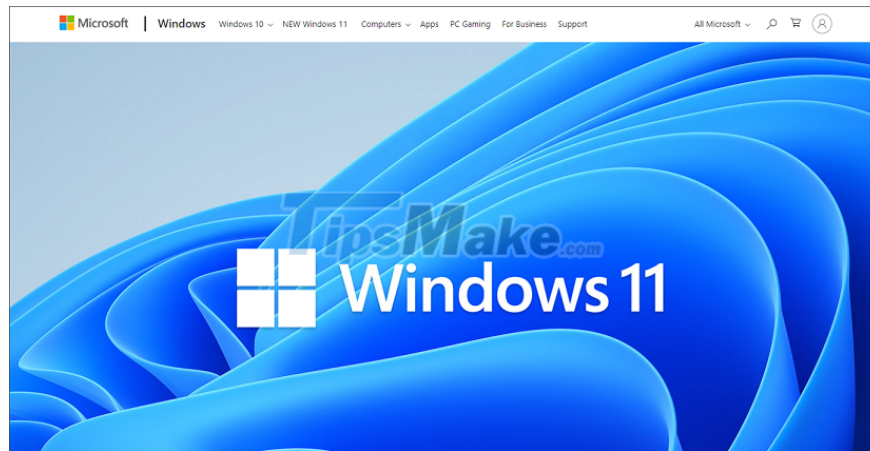 Microsoft | Windows Windows 10 NEW Windows 11 Computers Apps PC Gaming For Business Support All Microsoft
TipsMake.com
Windows 11